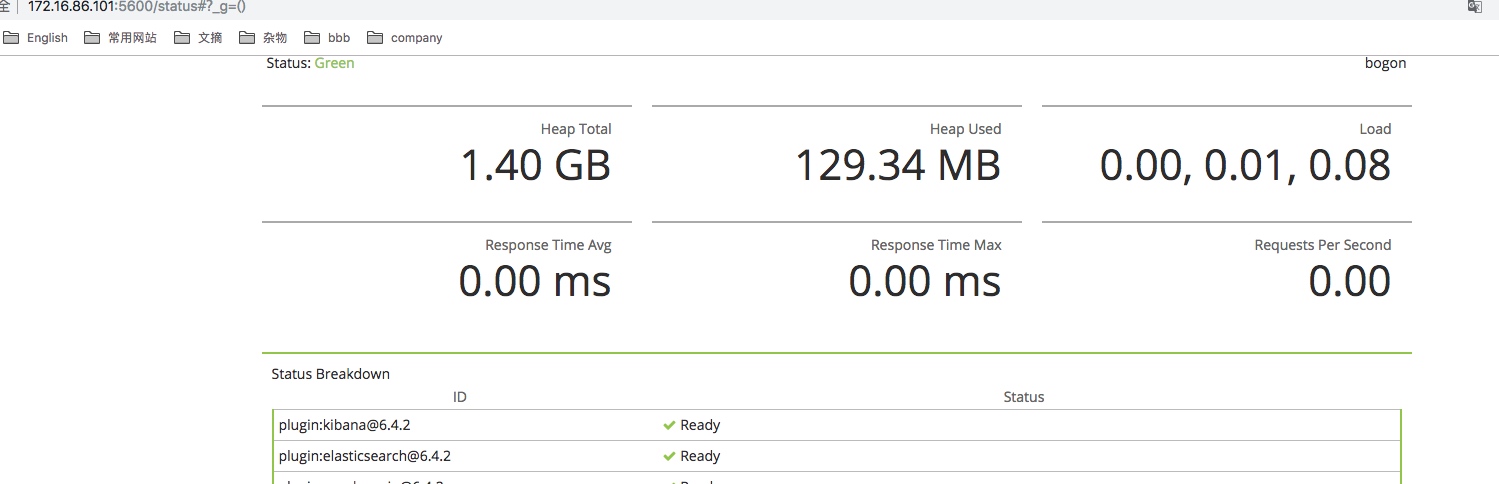 172.16.86.101:5600/status#?_g=()
English 常用网站 文摘 杂物 bbb company
Status: Green bogon
Heap Total Heap Used Load
1.40 GB 129.34 MB 0.00, 0.01, 0.08
Response Time Avg Response Time Max Requests Per Second
0.00 ms 0.00 ms 0.00
Status Breakdown
ID Status
plugin:kibana@6.4.2 Ready
plugin:elasticsearch@6.4.2 Ready